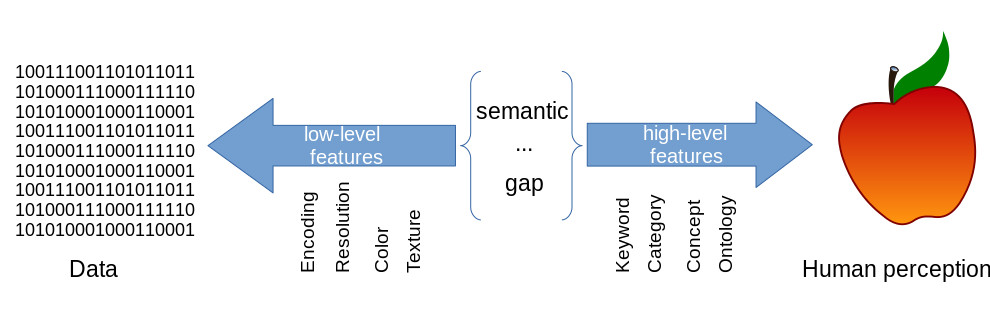 100111001101011011
101000111000111110
101010001000110001
100111001101011011
101000111000111110
101010001000110001
100111001101011011
101000111000111110
101010001000110001
Data
low-level
features
Encoding
Resolution
Color
Texture
semantic
...
gap
high-level
features
Keyword
Category
Concept
Ontology
Human perception